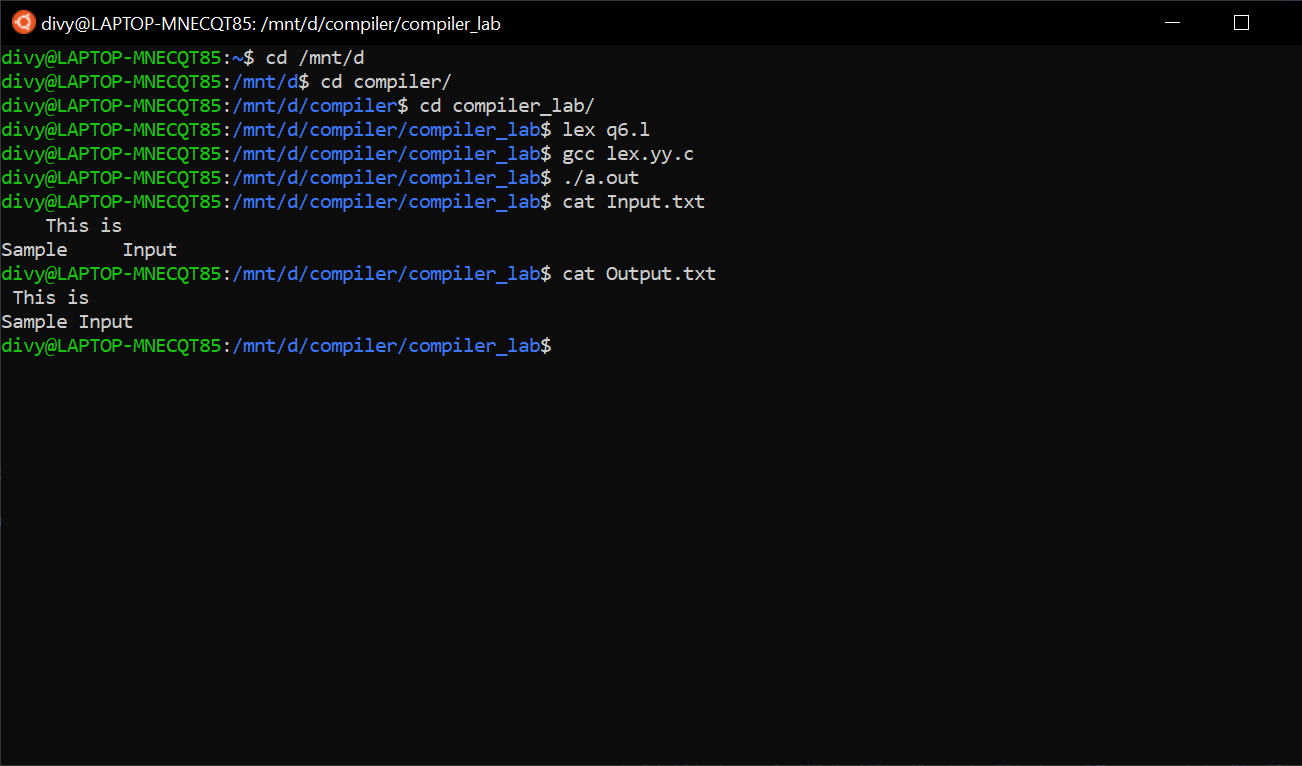 divy@LAPTOP-MNECQT85: /mnt/d/compiler/compiler_lab
divy@LAPTOP-MNECQT85:~$ cd /mnt/d
divy@LAPTOP-MNECQT85:/mnt/d$ cd compiler/
divy@LAPTOP-MNECQT85:/mnt/d/compiler$ cd compiler_lab/
divy@LAPTOP-MNECQT85:/mnt/d/compiler/compiler_lab$ lex q6.l
divy@LAPTOP-MNECQT85:/mnt/d/compiler/compiler_lab$ gcc lex.yy.c
divy@LAPTOP-MNECQT85:/mnt/d/compiler/compiler_lab$ ./a.out
divy@LAPTOP-MNECQT85:/mnt/d/compiler/compiler_lab$ cat Input.txt
    This is
Sample     Input
divy@LAPTOP-MNECQT85:/mnt/d/compiler/compiler_lab$ cat Output.txt
 This is
Sample Input
divy@LAPTOP-MNECQT85:/mnt/d/compiler/compiler_lab$